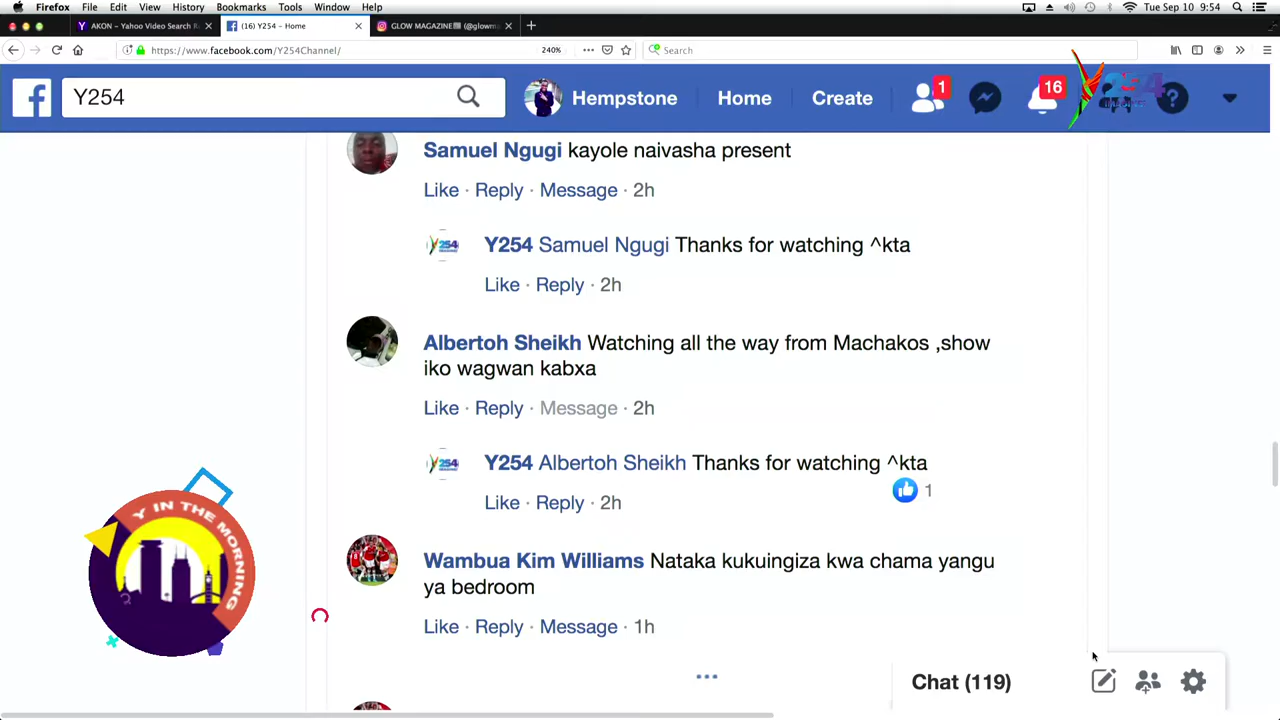 Firefox File Edit View History Bookmarks Tools Window Help Tue Sep 10 9:54
AKON - Yahoo Video Search R
(16) Y254 - Home
GLOW MAGAZINE
https://www.facebook.com/Y254Channel/
240%
Search
Y254
Hempstone
Home
Create
1
16
Y254
Samuel Ngugi kayole naivasha present
Like · Reply · Message · 2h
Y254
Y254 Samuel Ngugi Thanks for watching ^kta
Like · Reply · 2h
Albertoh Sheikh Watching all the way from Machakos ,show
iko wagwan kabxa
Like · Reply · Message · 2h
Y254
Y254 Albertoh Sheikh Thanks for watching ^kta
1
Like · Reply · 2h
Wambua Kim Williams Nataka kukuingiza kwa chama yangu
ya bedroom
Like · Reply · Message · 1h
Y IN THE MORNING
Chat (119)